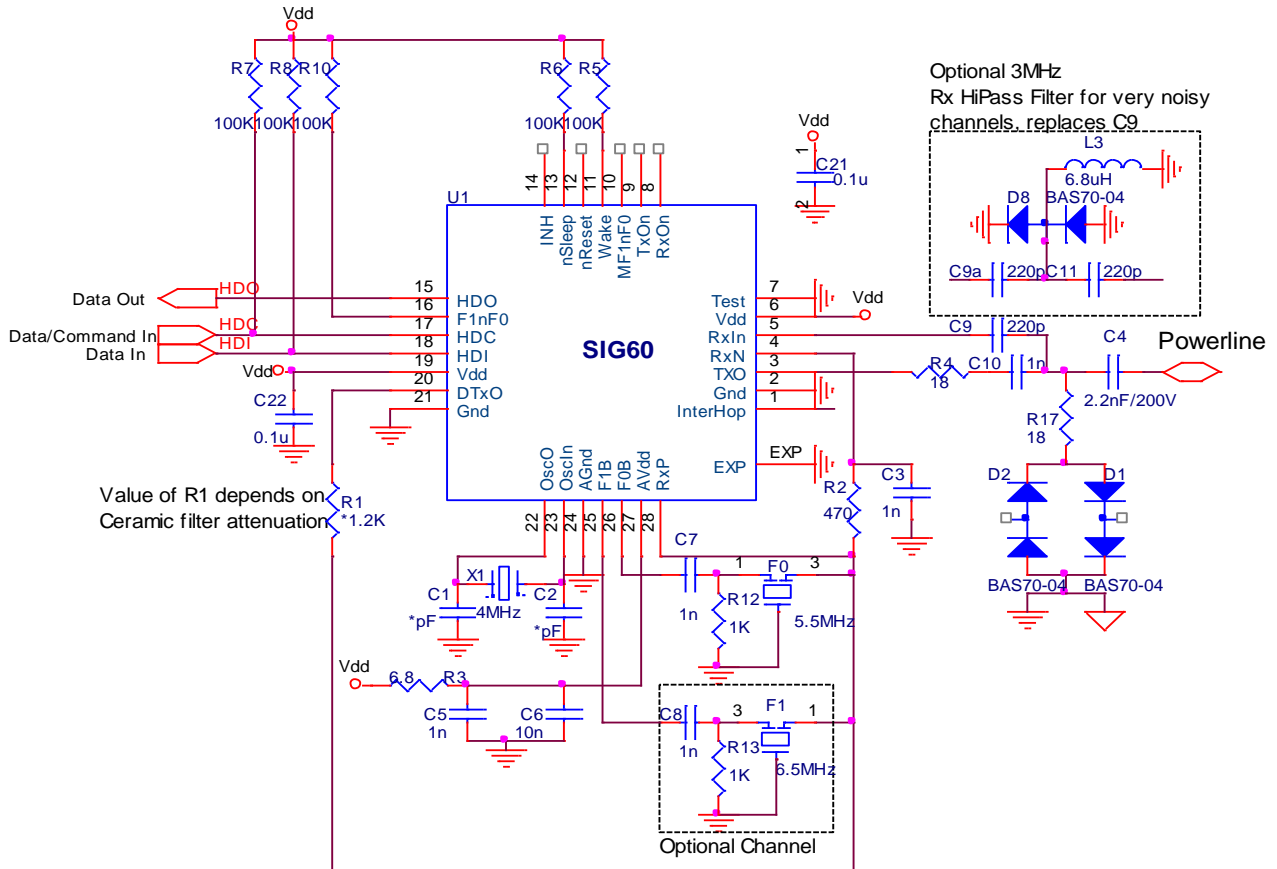 Vdd
R7
R8
R10
R6
R5
100K
100K
100K
100K
100K
Optional 3MHz
Rx HiPass Filter for very noisy
channels, replaces C9
L3
6.8uH
D8
BAS70-04
C9a
220p
C11
220p
Vdd
1
C21
0.1u
2
U1
14
13
12
11
10
9
8
INH
nSleep
nReset
Wake
MF1nF0
TxOn
RxOn
Data Out
HDO
Data/Command In
HDC
Data In
HDI
15
HDO
16
F1nF0
17
HDC
18
HDI
19
Vdd
20
DTxO
21
Gnd
SIG60
7
Test
6
Vdd
5
RxIn
4
RxN
3
TXO
2
Gnd
1
InterHop
EXP
EXP
Vdd
C9
220p
C4
Powerline
R4
18
C10
1n
2.2nF/200V
R17
18
D2
D1
BAS70-04
BAS70-04
Vdd
C22
0.1u
OscO
OscIn
AGnd
F1B
F0B
AVdd
RxP
22
23
24
25
26
27
28
R2
470
C3
1n
Value of R1 depends on
Ceramic filter attenuation
R1
*1.2K
X1
C1
4MHz
C2
*pF
*pF
C7
1
F0
3
1n
R12
1K
5.5MHz
Vdd
6.8
R3
C5
1n
C6
10n
C8
3
F1
1
1n
R13
1K
6.5MHz
Optional Channel